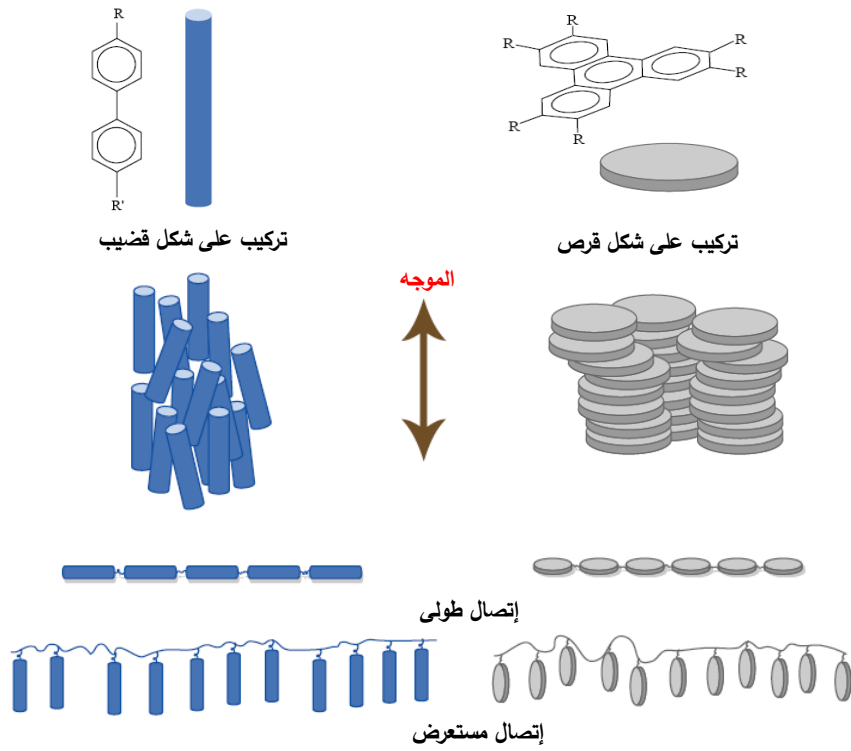 R
R'
R
R
R
R
R
R
تركيب على شكل قضيب
تركيب على شكل قرص
الموجه
إتصال طولى
إتصال مستعرض